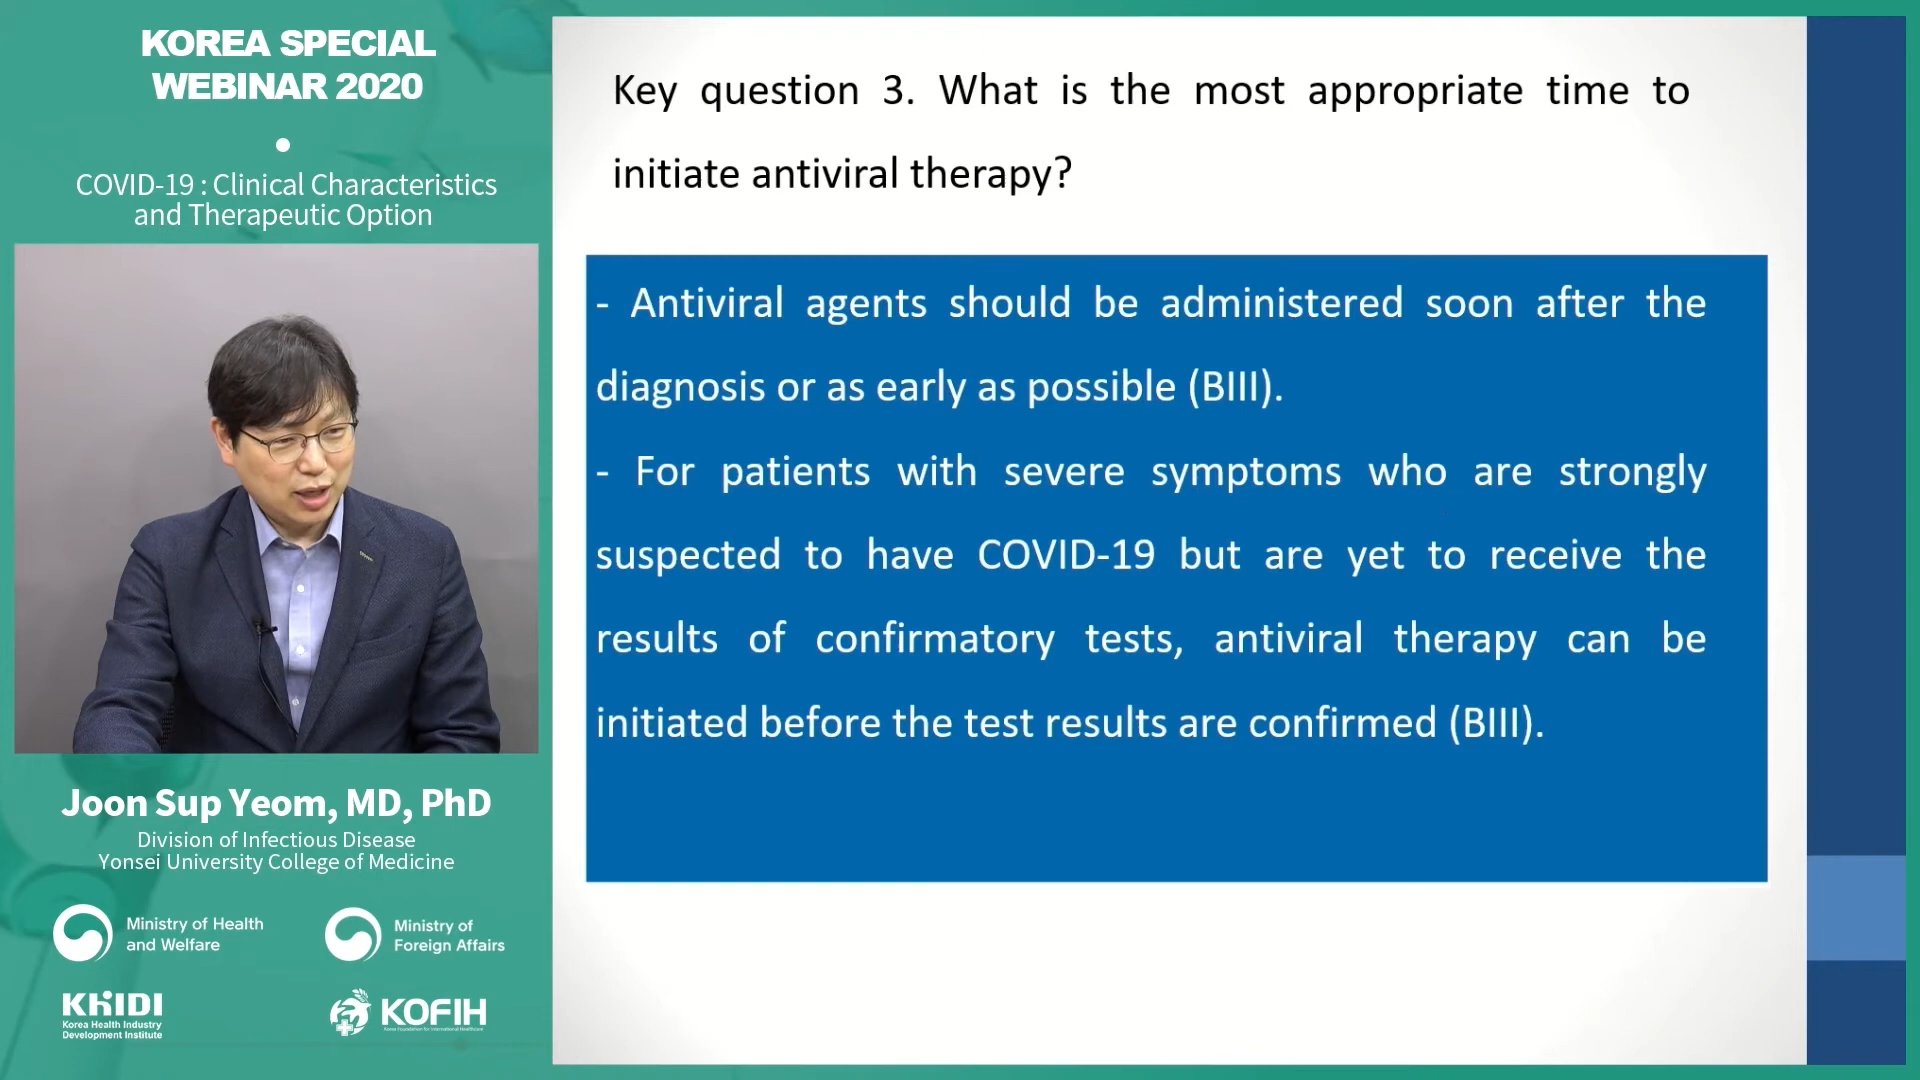 KOREA SPECIAL
WEBINAR 2020
COVID-19 : Clinical Characteristics
and Therapeutic Option
Joon Sup Yeom, MD, PhD
Division of Infectious Disease
Yonsei University College of Medicine
Ministry of Health
and Welfare
Ministry of
Foreign Affairs
KHIDI
Korea Health Industry
Development Institute
KOFIH
Korea Foundation for International Healthcare
Key question 3. What is the most appropriate time to
initiate antiviral therapy?
- Antiviral agents should be administered soon after the
diagnosis or as early as possible (BIII).
- For patients with severe symptoms who are strongly
suspected to have COVID-19 but are yet to receive the
results of confirmatory tests, antiviral therapy can be
initiated before the test results are confirmed (BIII).